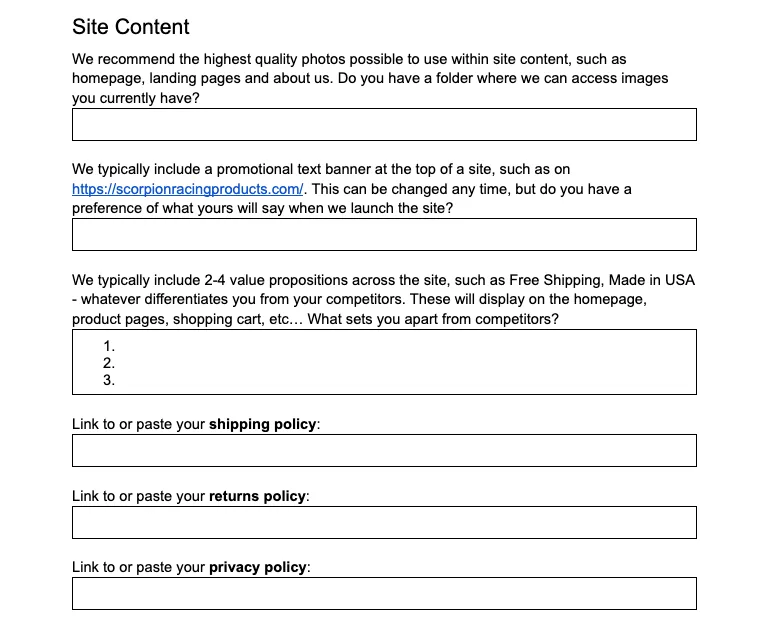 Site Content
We recommend the highest quality photos possible to use within site content, such as
homepage, landing pages and about us. Do you have a folder where we can access images
you currently have?
We typically include a promotional text banner at the top of a site, such as on
https://scorpionracingproducts.com/. This can be changed any time, but do you have a
preference of what yours will say when we launch the site?
We typically include 2-4 value propositions across the site, such as Free Shipping, Made in USA
- whatever differentiates you from your competitors. These will display on the homepage,
product pages, shopping cart, etc… What sets you apart from competitors?
1.
2.
3.
Link to or paste your shipping policy:
Link to or paste your returns policy:
Link to or paste your privacy policy: